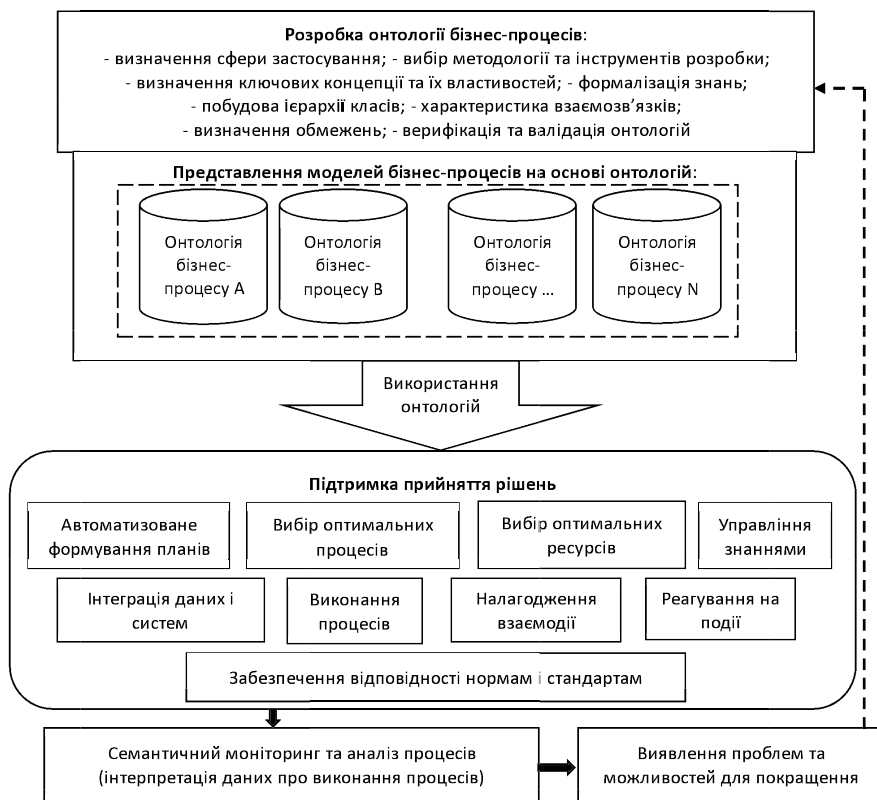 Розробка онтології бізнес-процесів:
- визначення сфери застосування; - вибір методології та інструментів розробки;
- визначення ключових концепції та їх властивостей; - формалізація знань;
- побудова ієрархії класів; - характеристика взаємозв’язків;
- визначення обмежень; - верифікація та валідація онтологій
Представлення моделей бізнес-процесів на основі онтологій:
Онтологія
бізнес-
процесу A
Онтологія
бізнес-
процесу B
Онтологія
бізнес-
процесу ...
Онтологія
бізнес-
процесу N
Використання
онтологій
Підтримка прийняття рішень
Автоматизоване
формування планів
Вибір оптимальних
процесів
Вибір оптимальних
ресурсів
Управління
знаннями
Інтеграція даних і
систем
Виконання
процесів
Налагодження
взаємодії
Реагування на
події
Забезпечення відповідності нормам і стандартам
Семантичний моніторинг та аналіз процесів
(інтерпретація даних про виконання процесів)
Виявлення проблем та
можливостей для покращення